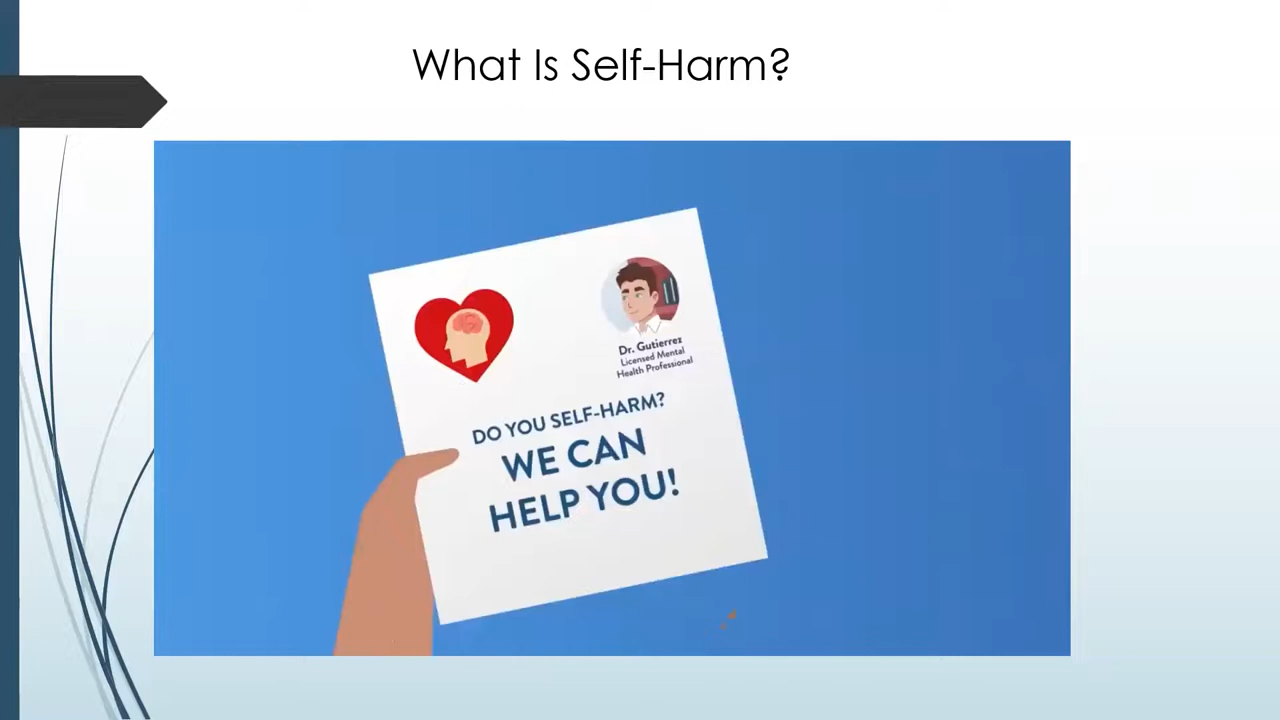 What Is Self-Harm?
Dr. Gutierrez
Licensed Mental
Health Professional
DO YOU SELF-HARM?
WE CAN
HELP YOU!